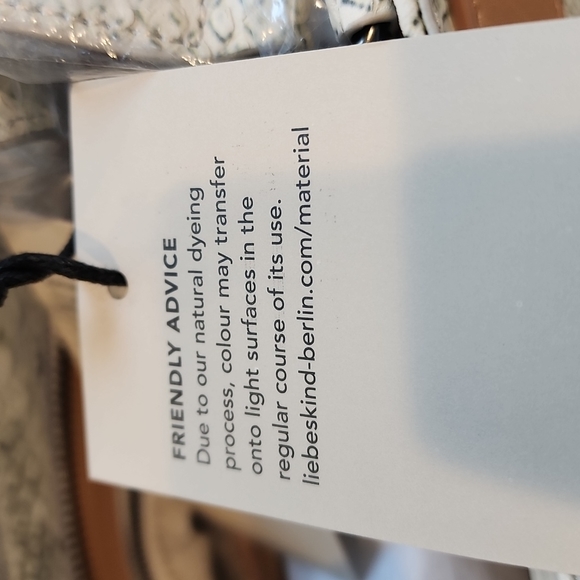 FRIENDLY ADVICE
Due to our natural dyeing
process, colour may transfer
onto light surfaces in the
regular course of its use.
liebeskind-berlin.com/material